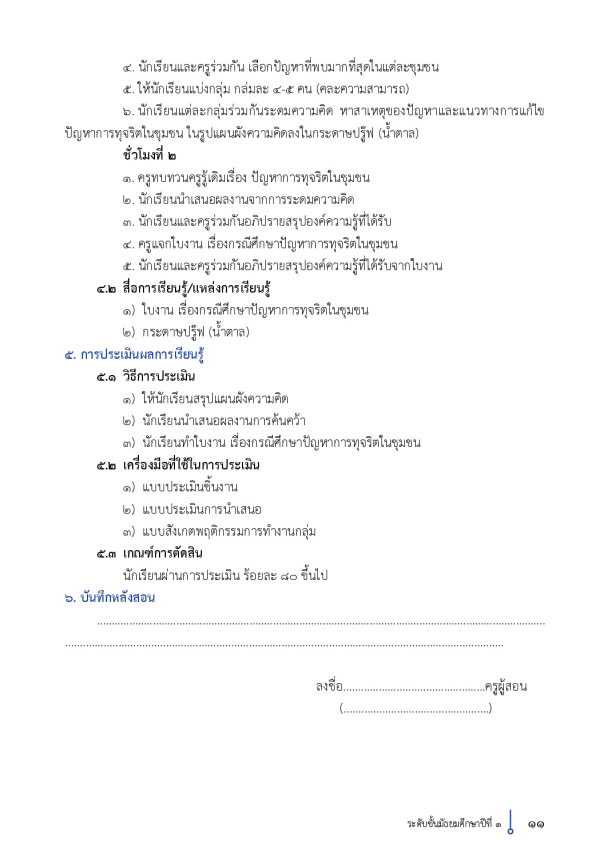 ๔. นักเรียนและครูร่วมกัน เลือกปัญหาที่พบมากที่สุดในแต่ละชุมชน
๕. ให้นักเรียนแบ่งกลุ่ม กลุ่มละ ๔-๕ คน (คละความสามารถ)
๖. นักเรียนแต่ละกลุ่มร่วมกันระดมความคิด หาสาเหตุของปัญหาและแนวทางการแก้ไข
ปัญหาการทุจริตในชุมชน ในรูปแผนผังความคิดลงในกระดาษปรู๊ฟ (น้ำตาล)
ชั่วโมงที่ ๒
๑. ครูทบทวนครูรู้เดิมเรื่อง ปัญหาการทุจริตในชุมชน
๒. นักเรียนนำเสนอผลงานจากการระดมความคิด
๓. นักเรียนและครูร่วมกันอภิปรายสรุปองค์ความรู้ที่ได้รับ
๔. ครูแจกใบงาน เรื่องกรณีศึกษาปัญหาการทุจริตในชุมชน
๕. นักเรียนและครูร่วมกันอภิปรายสรุปองค์ความรู้ที่ได้รับจากใบงาน
๔.๒ สื่อการเรียนรู้/แหล่งการเรียนรู้
๑) ใบงาน เรื่องกรณีศึกษาปัญหาการทุจริตในชุมชน
๒) กระดาษปรู๊ฟ (น้ำตาล)
๕. การประเมินผลการเรียนรู้
๕.๑ วิธีการประเมิน
๑) ให้นักเรียนสรุปแผนผังความคิด
๒) นักเรียนนำเสนอผลงานการค้นคว้า
๓) นักเรียนทำใบงาน เรื่องกรณีศึกษาปัญหาการทุจริตในชุมชน
๕.๒ เครื่องมือที่ใช้ในการประเมิน
๑) แบบประเมินชิ้นงาน
๒) แบบประเมินการนำเสนอ
๓) แบบสังเกตพฤติกรรมการทำงานกลุ่ม
๕.๓ เกณฑ์การตัดสิน
นักเรียนผ่านการประเมิน ร้อยละ ๘๐ ขึ้นไป
๖. บันทึกหลังสอน
................................................................................
................................................................................
ลงชื่อ................................................ครูผู้สอน
(.................................................)
ระดับชั้นมัธยมศึกษาปีที่ ๑ ๑๑